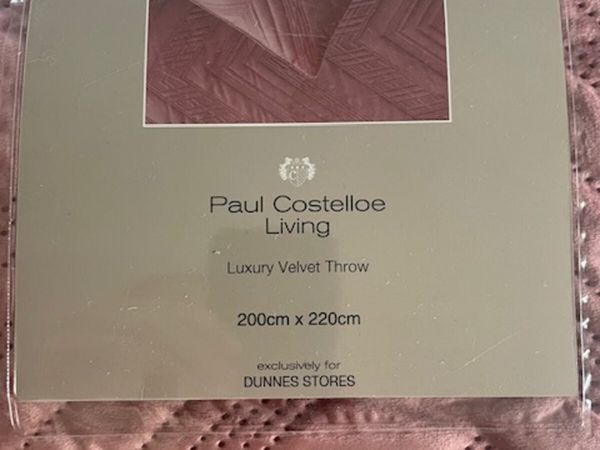 Paul Costelloe
Living
Luxury Velvet Throw
200cm x 220cm
exclusively for
DUNNES STORES